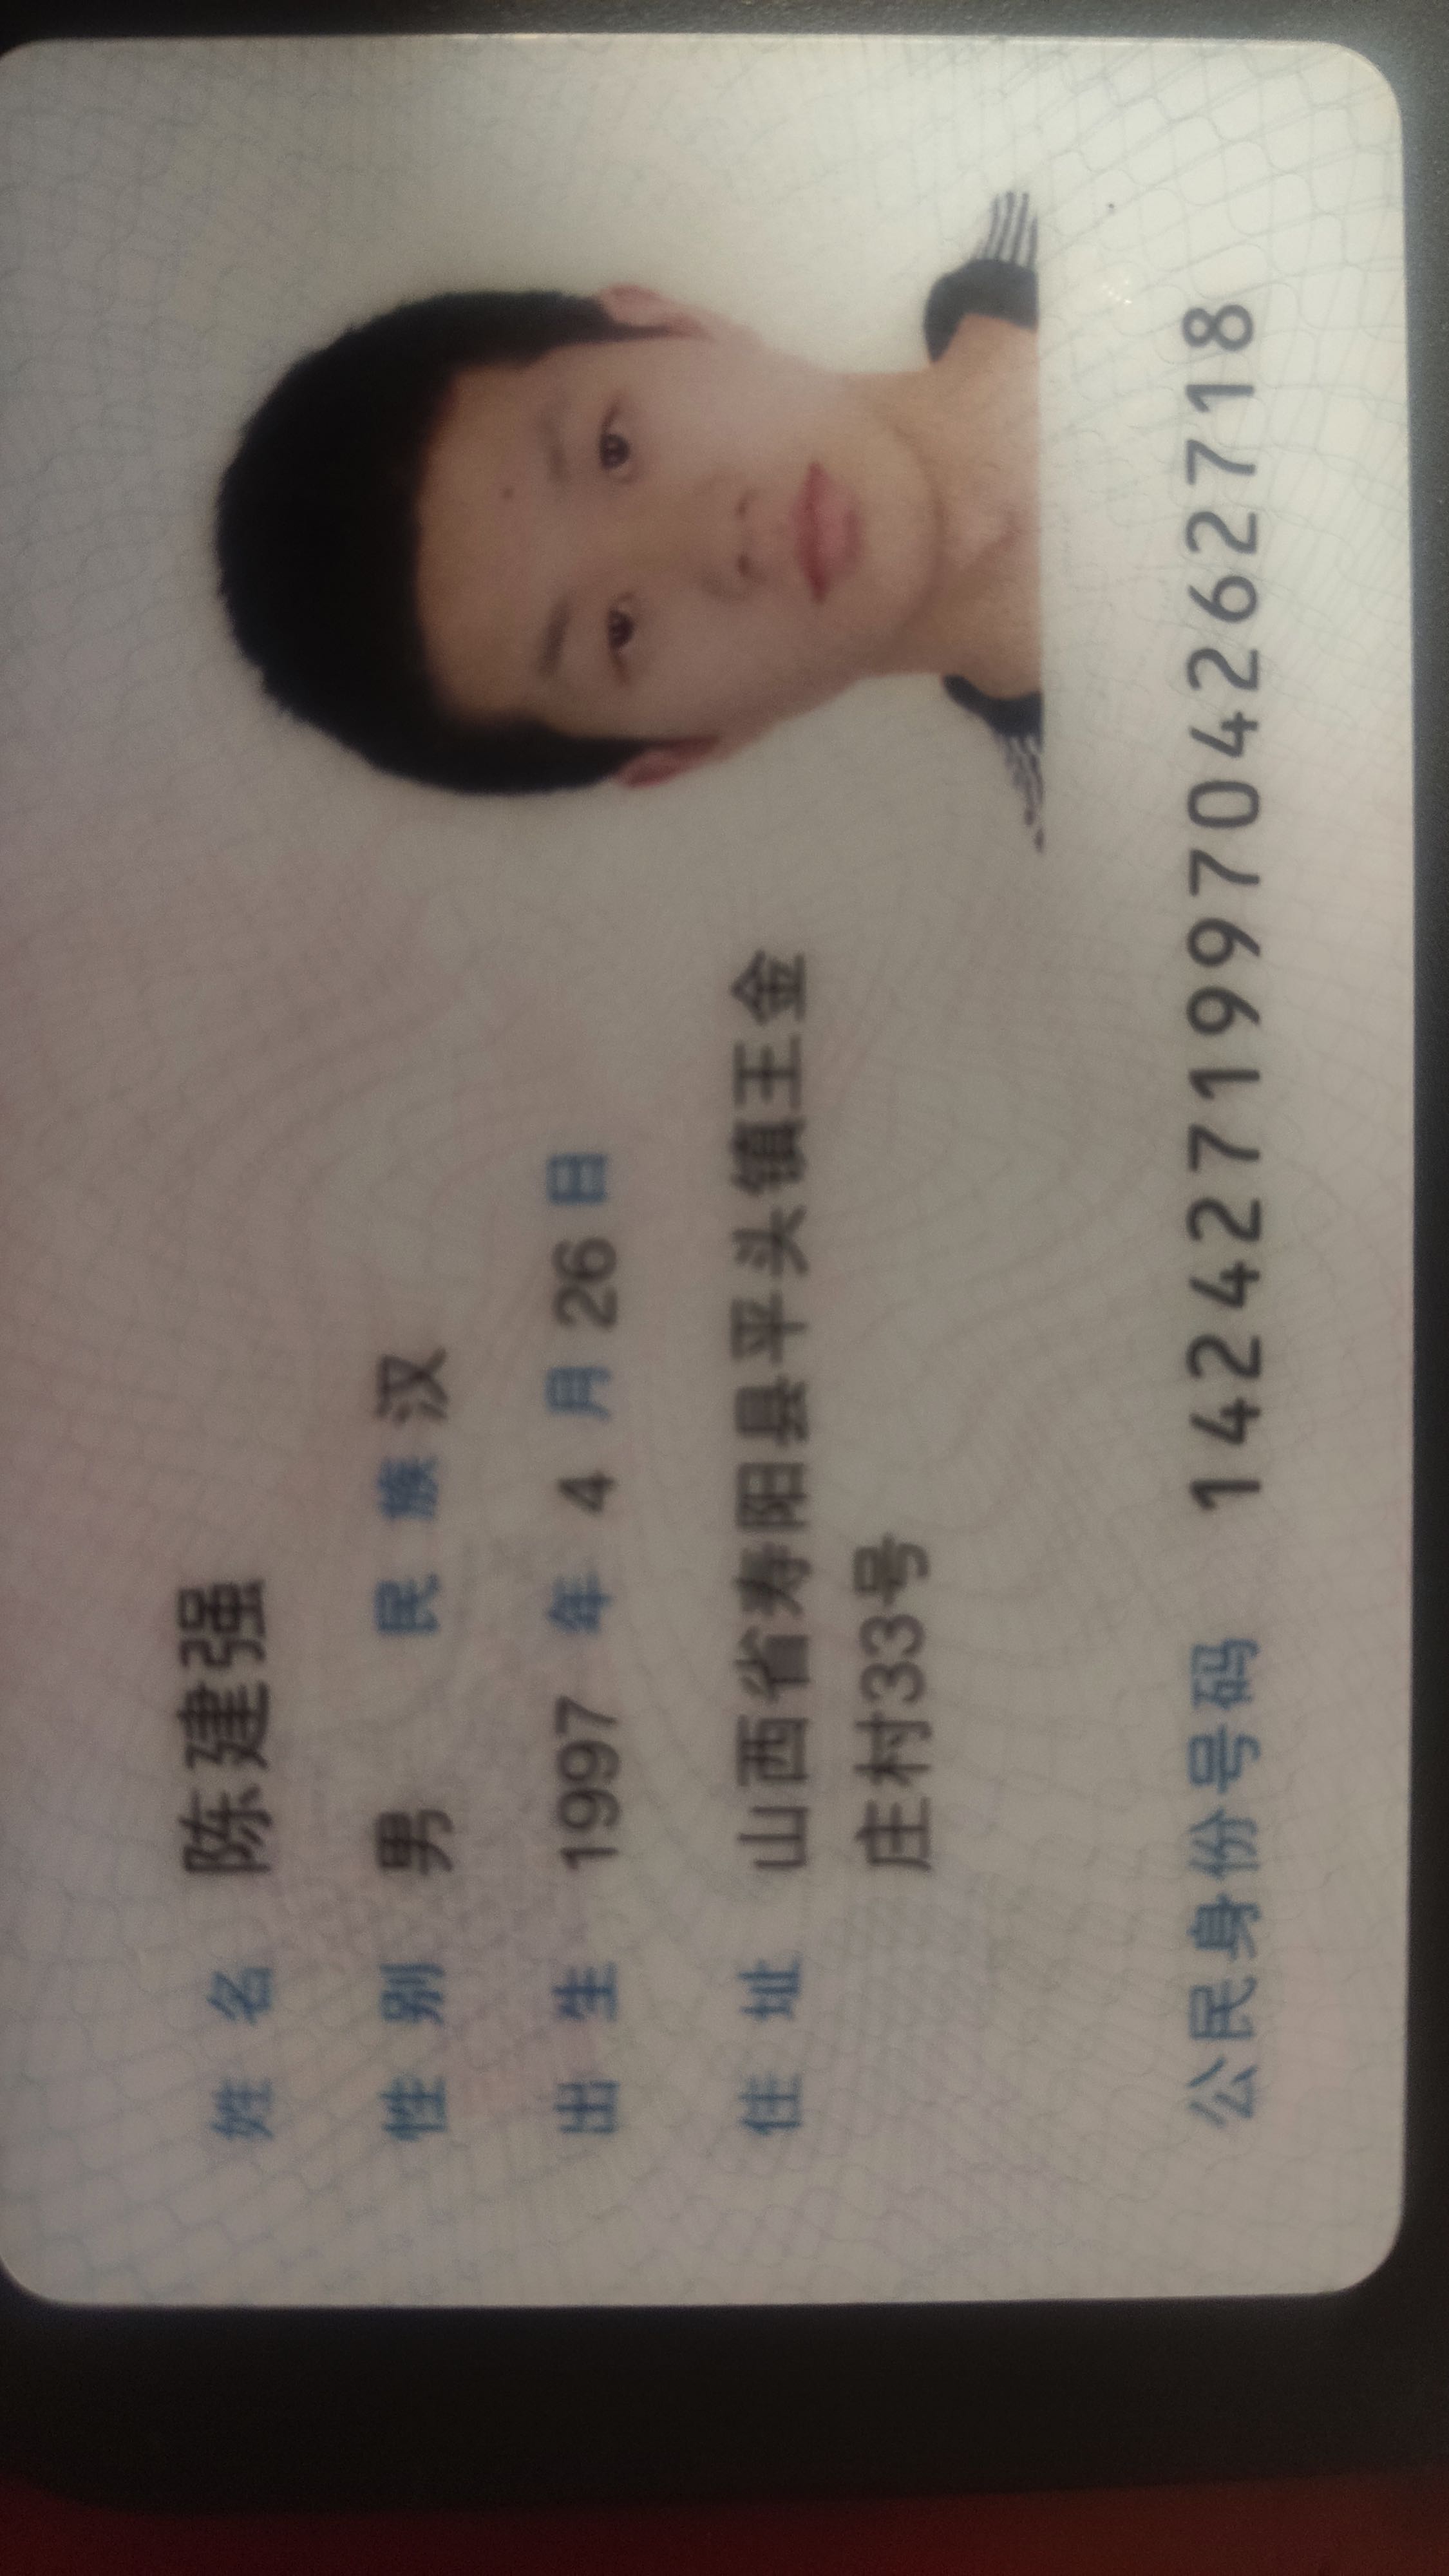 姓名 陈建强
性别 男 民族 汉
出生 1997 年 4 月 26 日
住址 山西省寿阳县平头镇王金
庄村33号
公民身份号码 142427199704262718